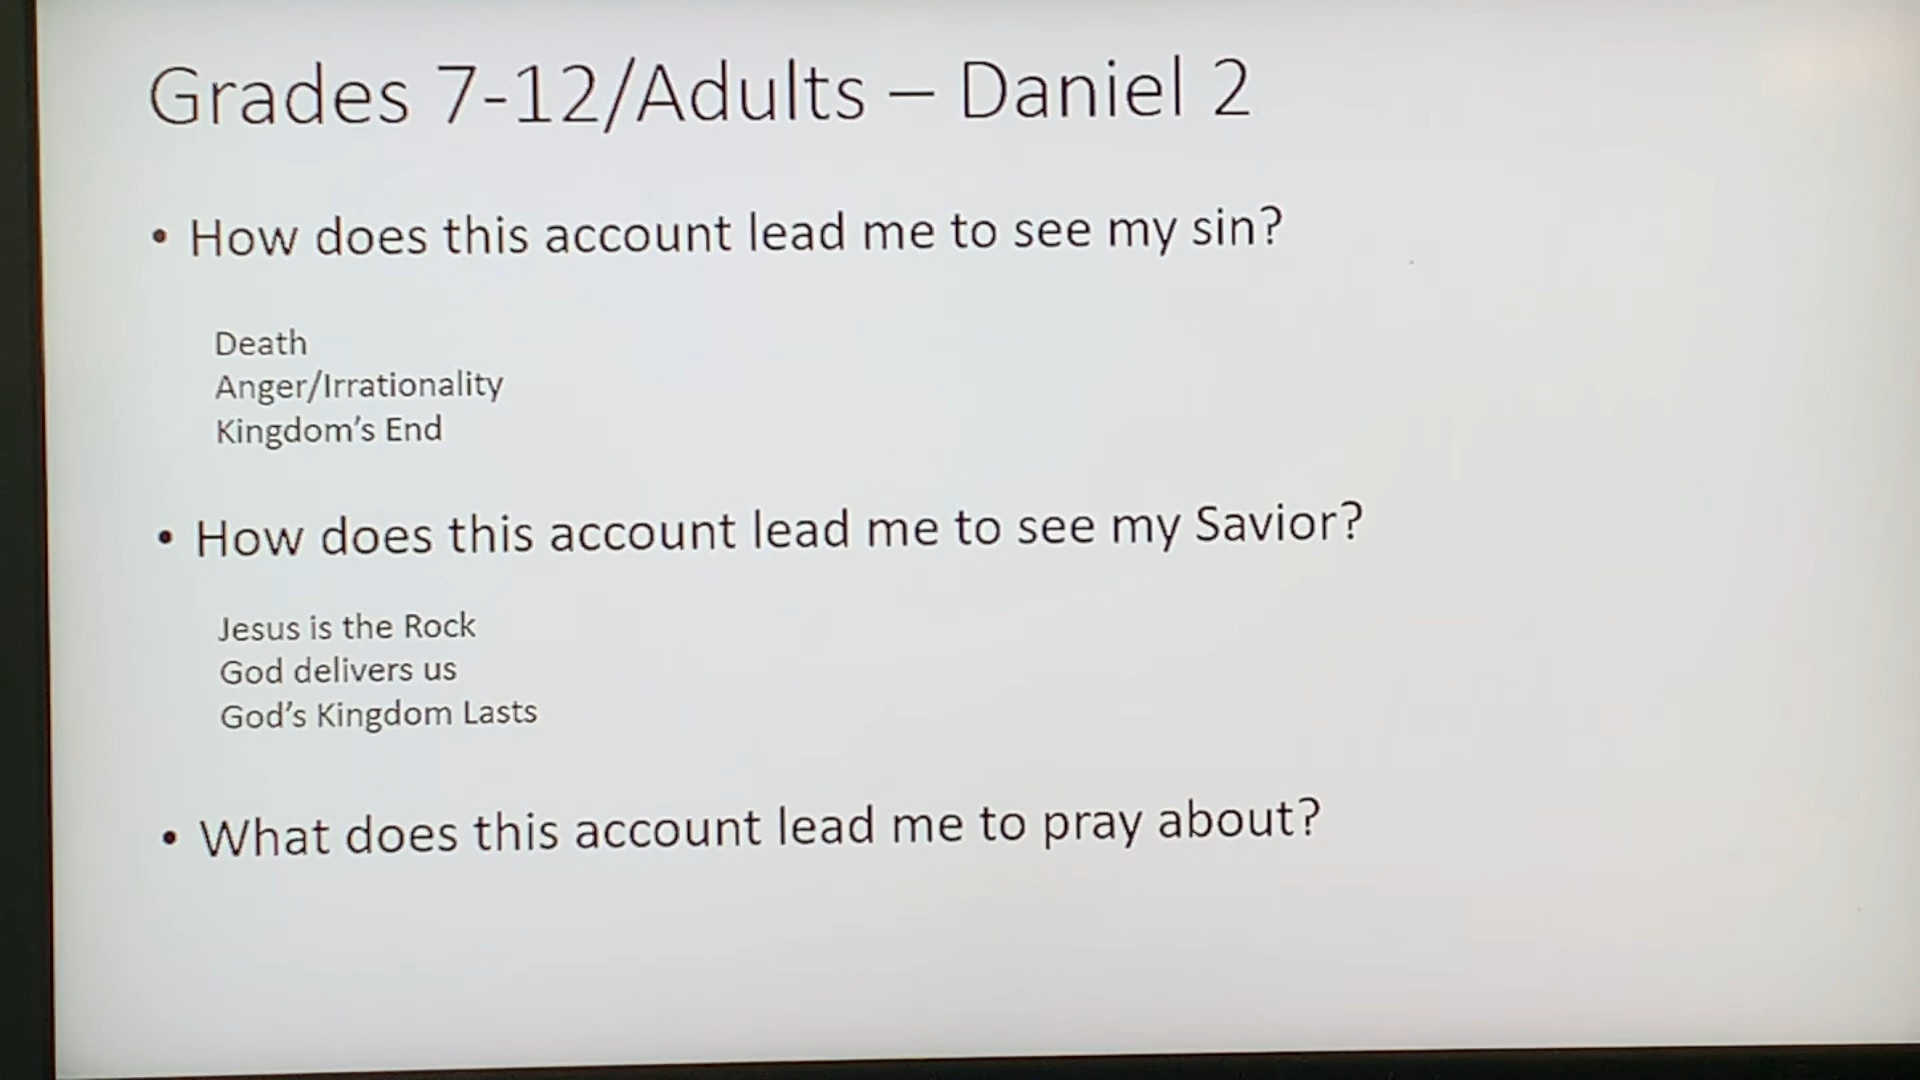 Grades 7-12/Adults – Daniel 2
• How does this account lead me to see my sin?
Death
Anger/Irrationality
Kingdom’s End
• How does this account lead me to see my Savior?
Jesus is the Rock
God delivers us
God’s Kingdom Lasts
• What does this account lead me to pray about?